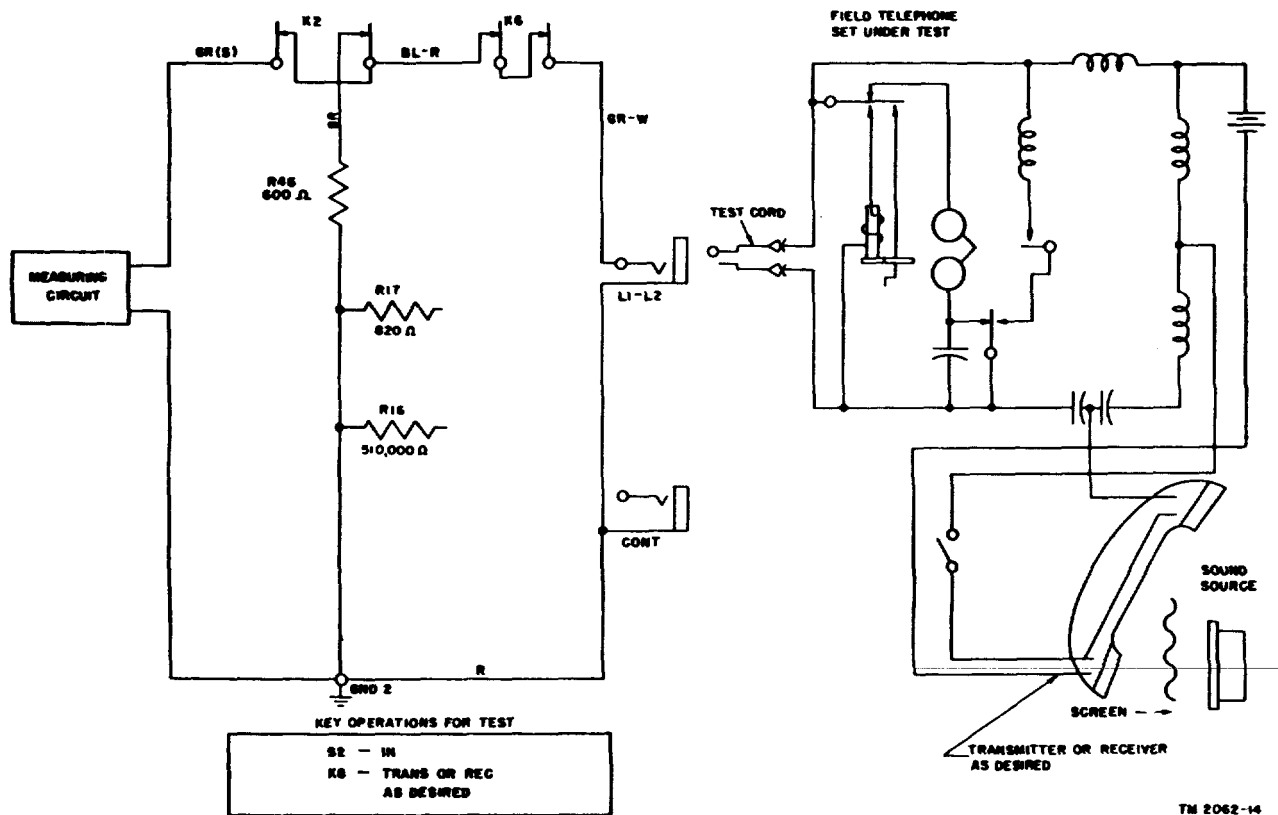 K2
K6
GR(S)
BL-R
GR-W
R46
600 Ω
MEASURING
CIRCUIT
R17
820 Ω
R16
510,000 Ω
L1-L2
CONT
R
GND 2
KEY OPERATIONS FOR TEST
S2 – IN
K8 – TRANS OR REC
AS DESIRED
FIELD TELEPHONE
SET UNDER TEST
TEST CORD
SOUND
SOURCE
SCREEN
TRANSMITTER OR RECEIVER
AS DESIRED
TM 2062-14